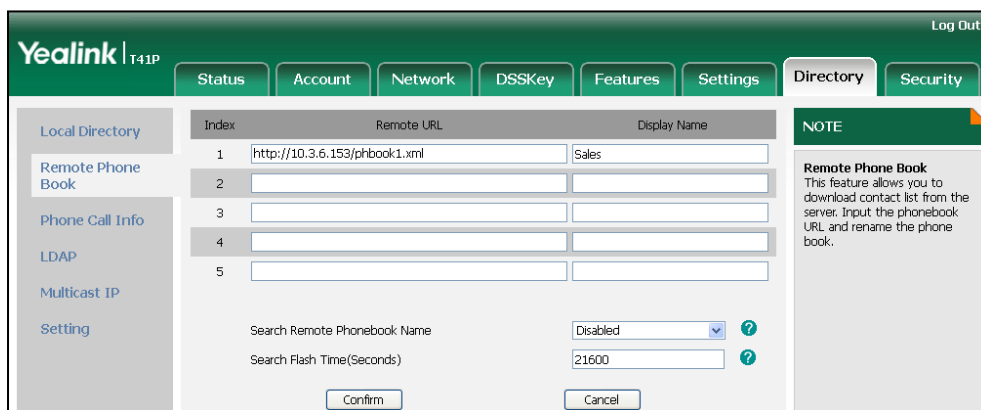 Log Out
Yealink | T41P
Status Account Network DSSKey Features Settings Directory Security
Local Directory
Remote Phone
Book
Phone Call Info
LDAP
Multicast IP
Setting
Index Remote URL Display Name
1 http://10.3.6.153/phbook1.xml Sales
2
3
4
5
Search Remote Phonebook Name Disabled ?
Search Flash Time(Seconds) 21600 ?
Confirm Cancel
NOTE
Remote Phone Book
This feature allows you to
download contact list from the
server. Input the phonebook
URL and rename the phone
book.